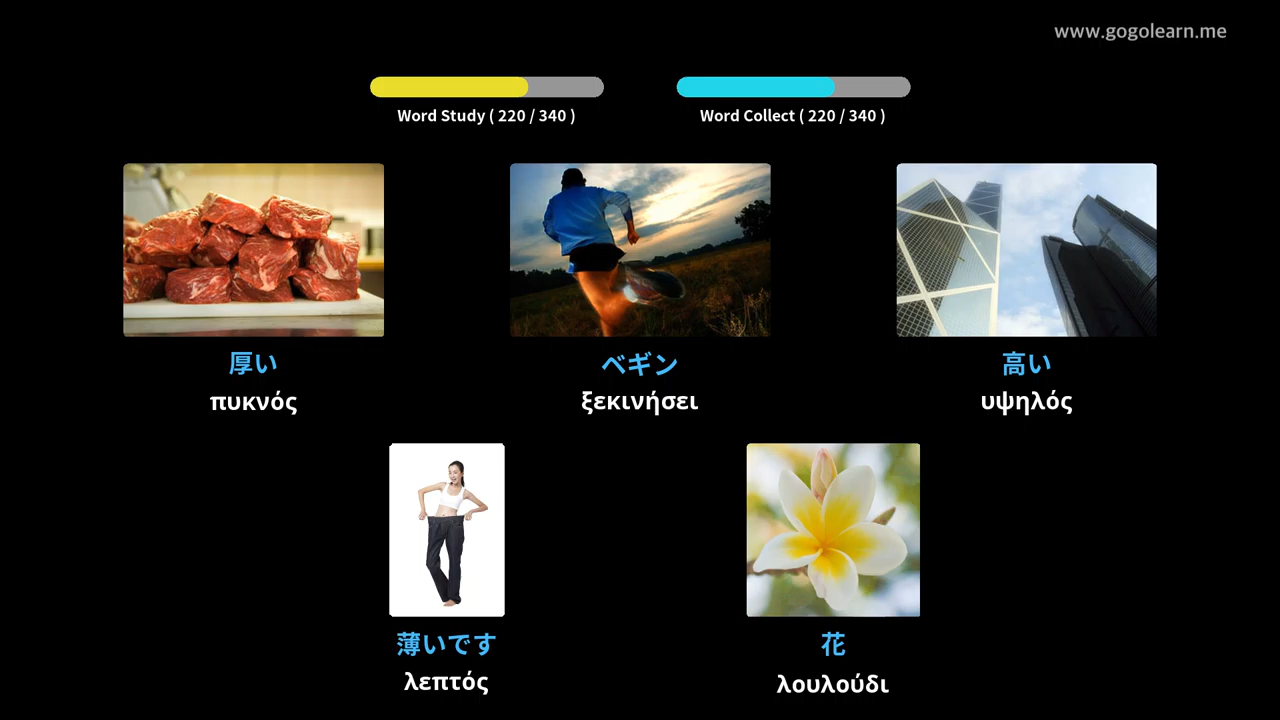 www.gogolearn.me
Word Study ( 220 / 340 )
Word Collect ( 220 / 340 )
厚い
πυκνός
ベギン
ξεκινήσει
高い
υψηλός
薄いです
λεπτός
花
λουλούδι